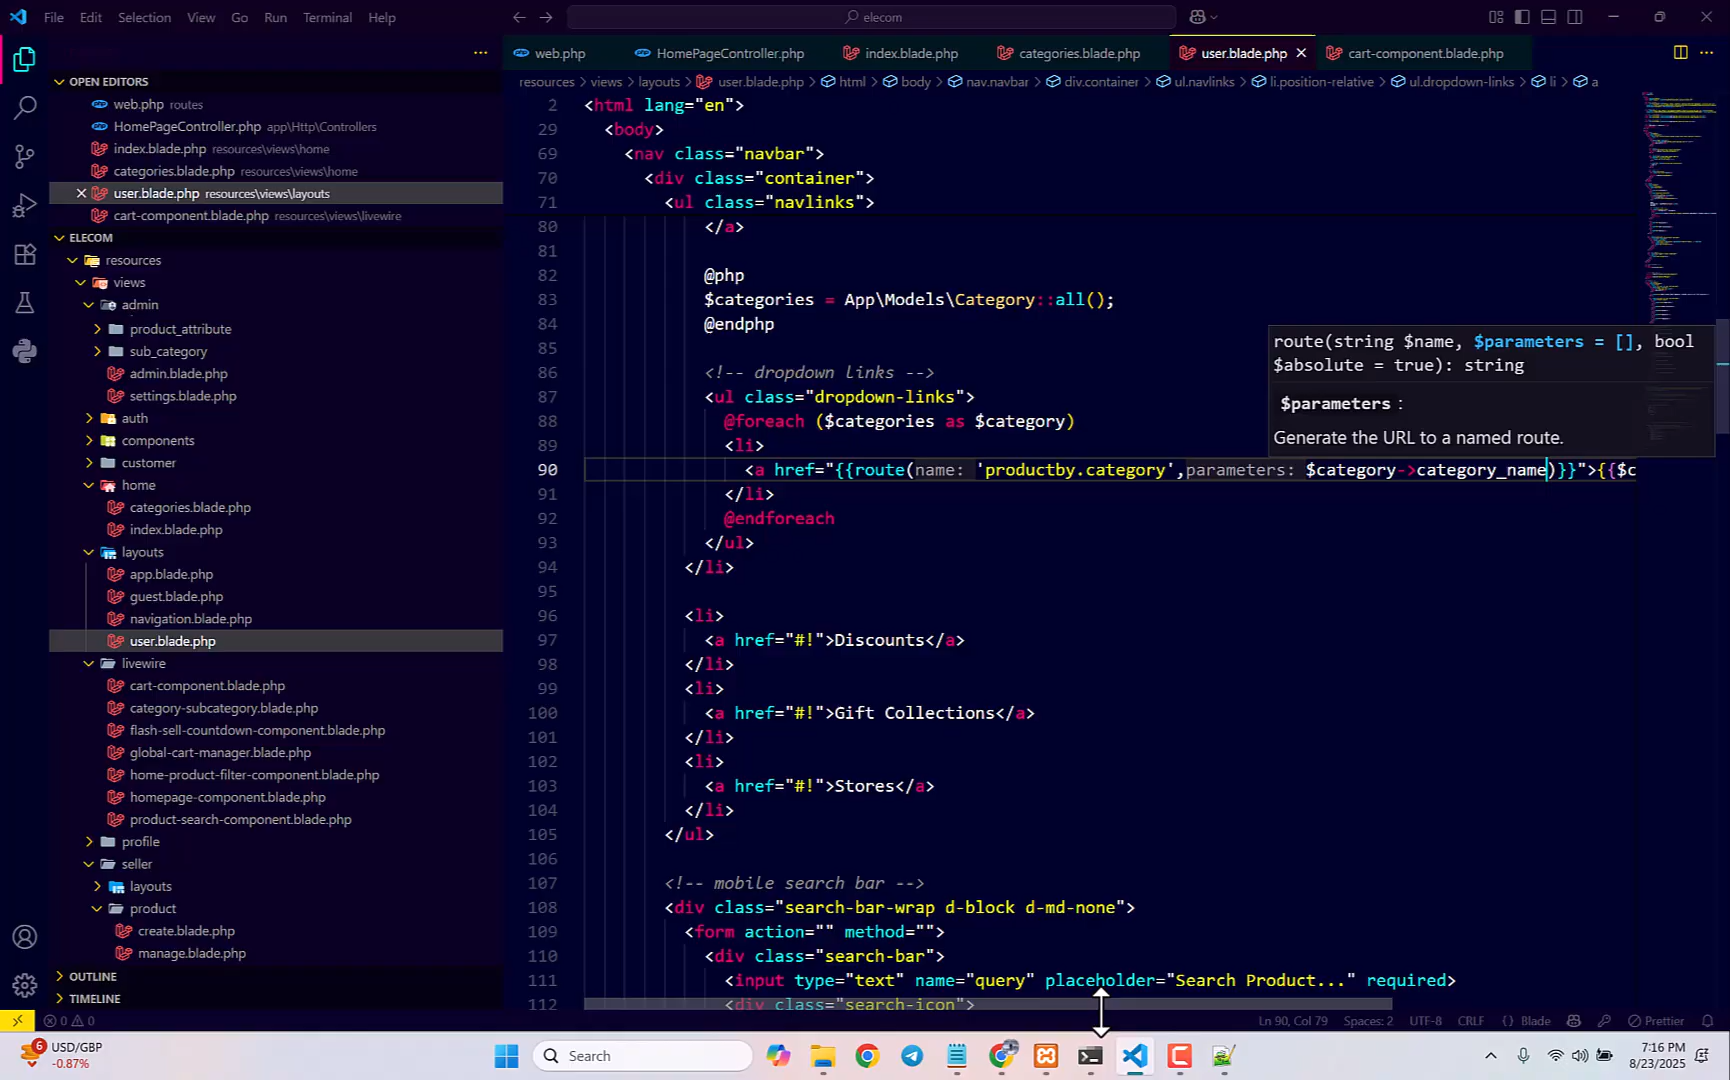 File Edit Selection View Go Run Terminal Help
elecom
OPEN EDITORS
web.php routes
HomePageController.php app\Http\Controllers
index.blade.php resources\views\home
categories.blade.php resources\views\home
user.blade.php resources\views\layouts
cart-component.blade.php resources\views\livewire
ELECOM
resources
views
admin
product_attribute
sub_category
admin.blade.php
settings.blade.php
auth
components
customer
home
categories.blade.php
index.blade.php
layouts
app.blade.php
guest.blade.php
navigation.blade.php
user.blade.php
livewire
cart-component.blade.php
category-subcategory.blade.php
flash-sell-countdown-component.blade.php
global-cart-manager.blade.php
home-product-filter-component.blade.php
homepage-component.blade.php
product-search-component.blade.php
profile
seller
layouts
product
create.blade.php
manage.blade.php
OUTLINE
TIMELINE
web.php HomePageController.php index.blade.php categories.blade.php user.blade.php cart-component.blade.php
resources > views > layouts > user.blade.php > html > body > nav.navbar > div.container > ul.navlinks > li.position-relative > ul.dropdown-links > li > a
2 <html lang="en">
29 <body>
69 <nav class="navbar">
70 <div class="container">
71 <ul class="navlinks">
80 </a>
81
82 @php
83 $categories = App\Models\Category::all();
84 @endphp
85
86 <!-- dropdown links -->
87 <ul class="dropdown-links">
88 @foreach ($categories as $category)
89 <li>
90 <a href="{{route(name: 'productby.category',parameters: $category->category_name)}}">{{$c
91 </li>
92 @endforeach
93 </ul>
94 </li>
95
96 <li>
97 <a href="#!">Discounts</a>
98 </li>
99 <li>
100 <a href="#!">Gift Collections</a>
101 </li>
102 <li>
103 <a href="#!">Stores</a>
104 </li>
105 </ul>
106
107 <!-- mobile search bar -->
108 <div class="search-bar-wrap d-block d-md-none">
109 <form action="" method="">
110 <div class="search-bar">
111 <input type="text" name="query" placeholder="Search Product..." required>
112 <div class="search-icon">
route(string $name, $parameters = [], bool
$absolute = true): string
$parameters :
Generate the URL to a named route.
0 0
Ln 90, Col 79 Spaces: 2 UTF-8 CRLF {} Blade Prettier
6
USD/GBP
-0.87%
Search
7:16 PM
8/23/2025